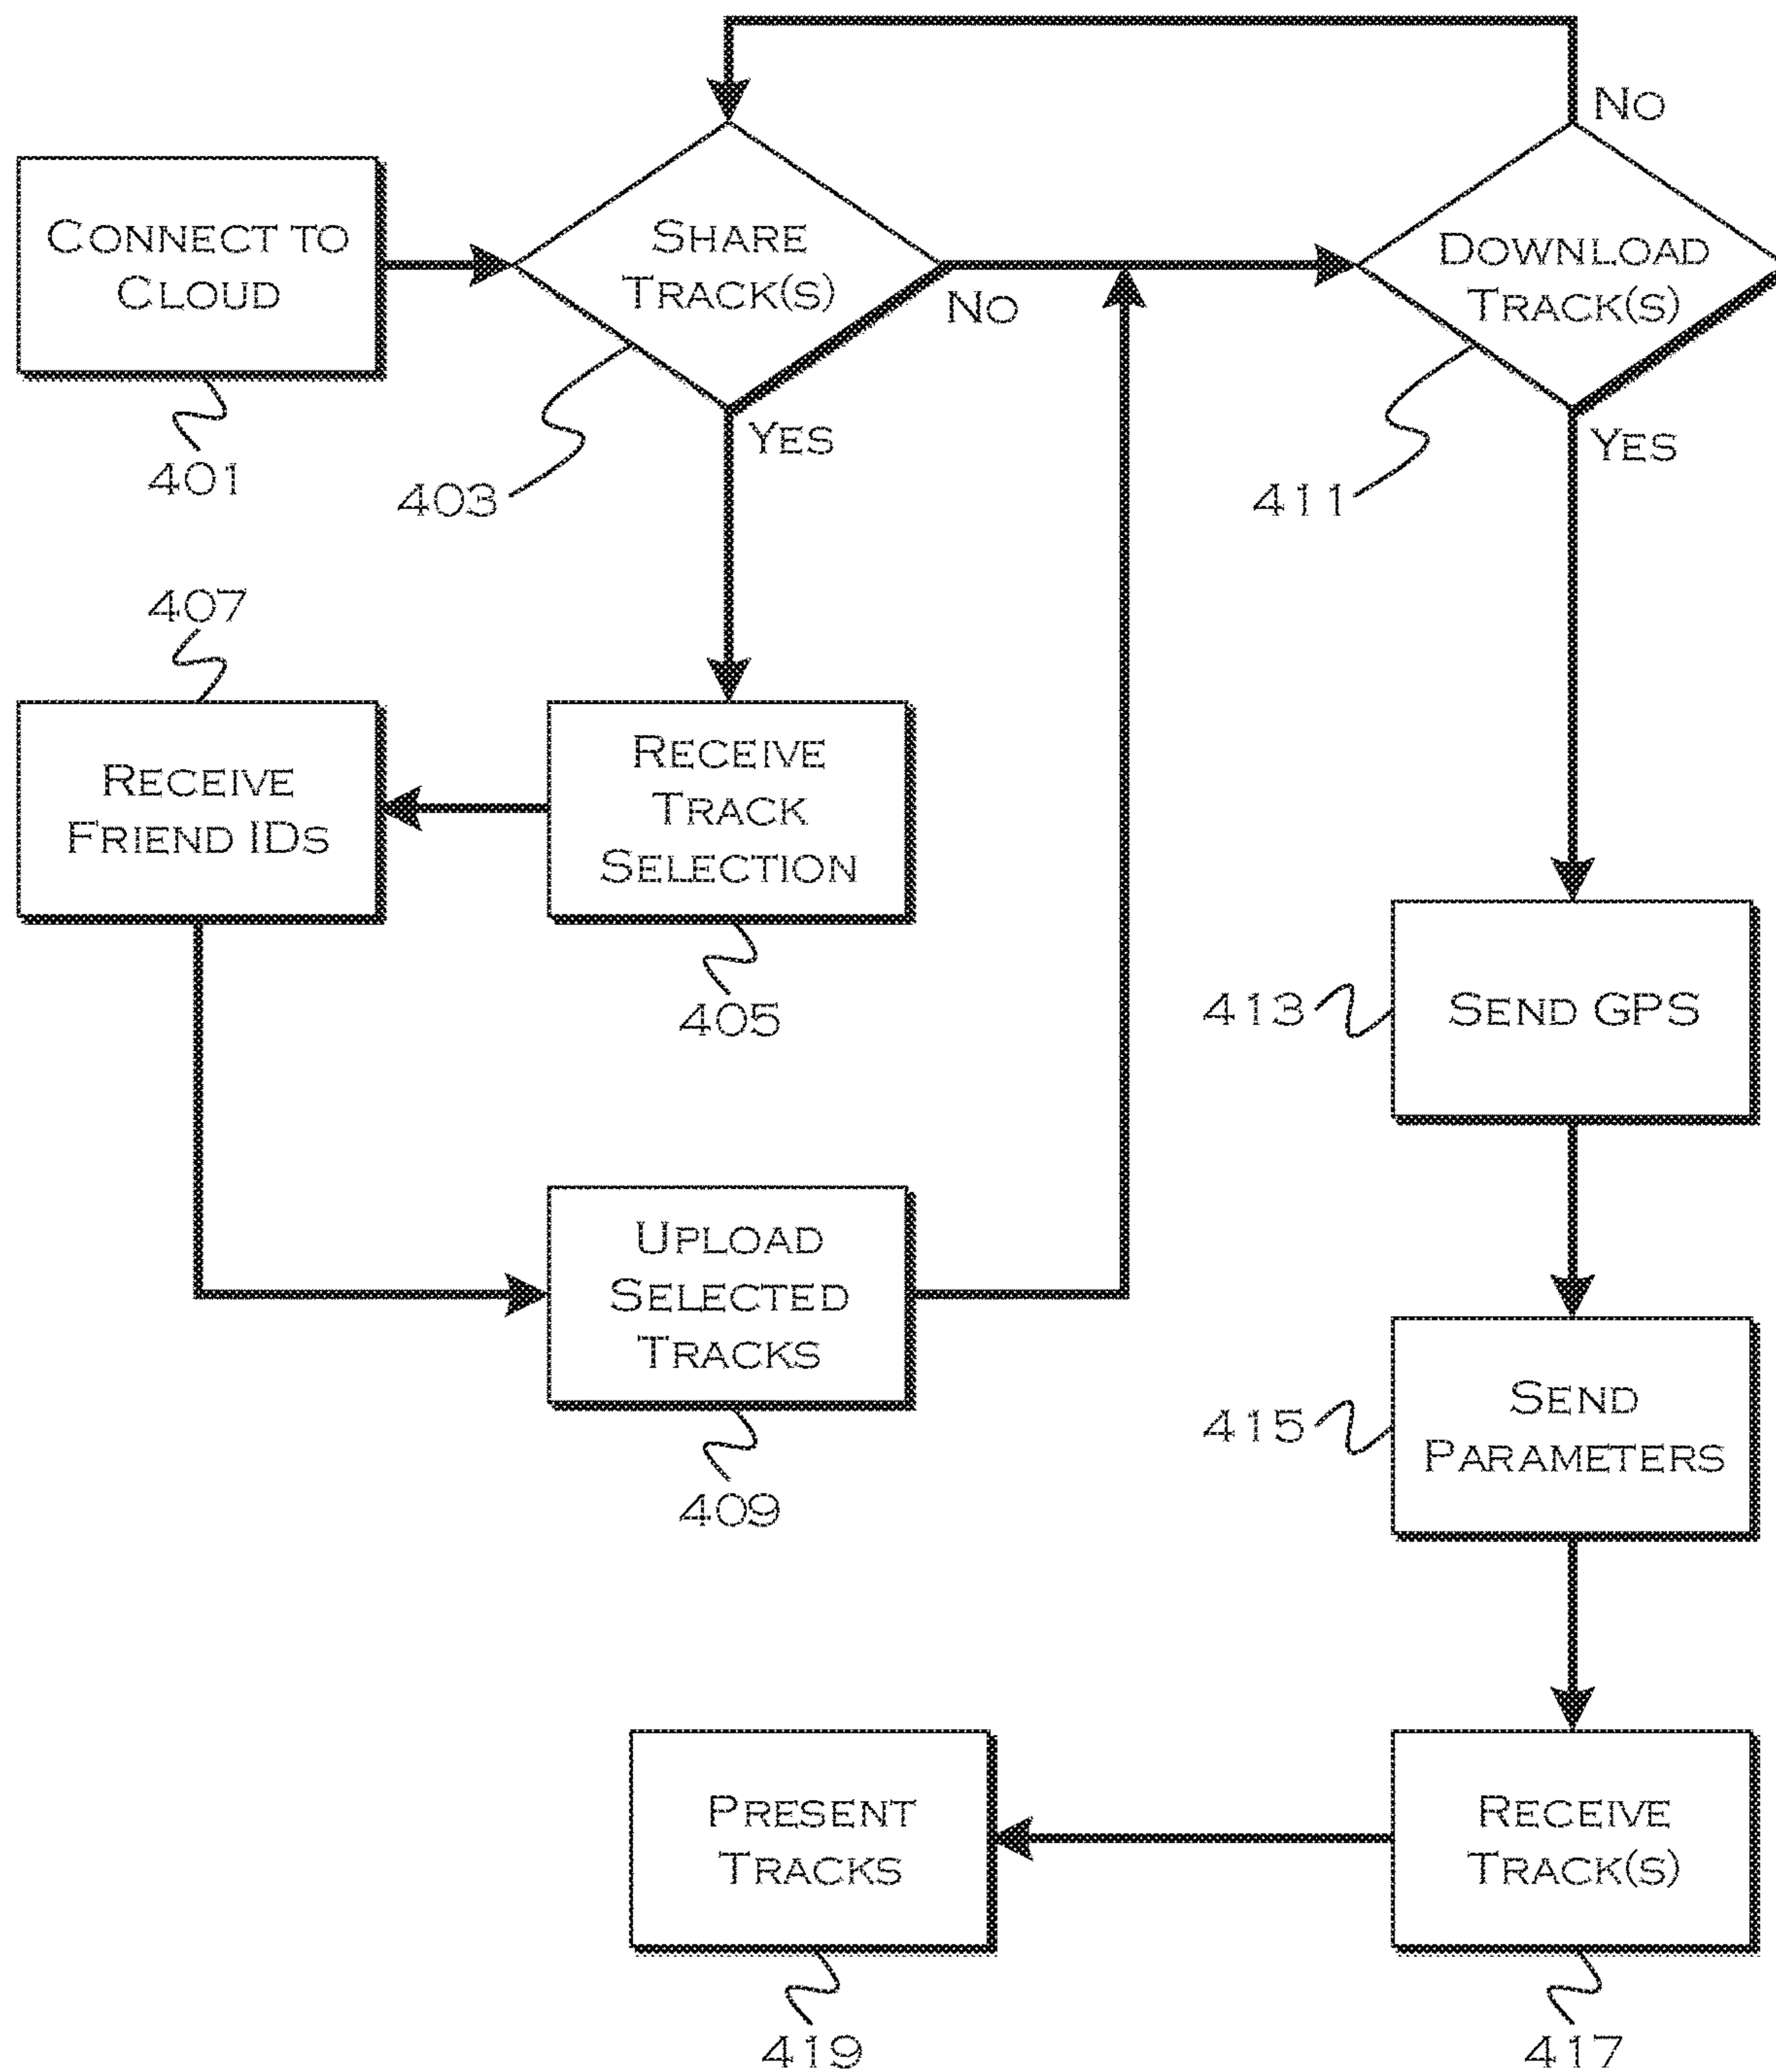 CONNECT TO
CLOUD
401
SHARE
TRACK(S)
NO
YES
403
DOWNLOAD
TRACK(S)
NO
YES
411
407
RECEIVE
FRIEND IDS
RECEIVE
TRACK
SELECTION
405
413
SEND GPS
UPLOAD
SELECTED
TRACKS
409
415
SEND
PARAMETERS
PRESENT
TRACKS
419
RECEIVE
TRACK(S)
417